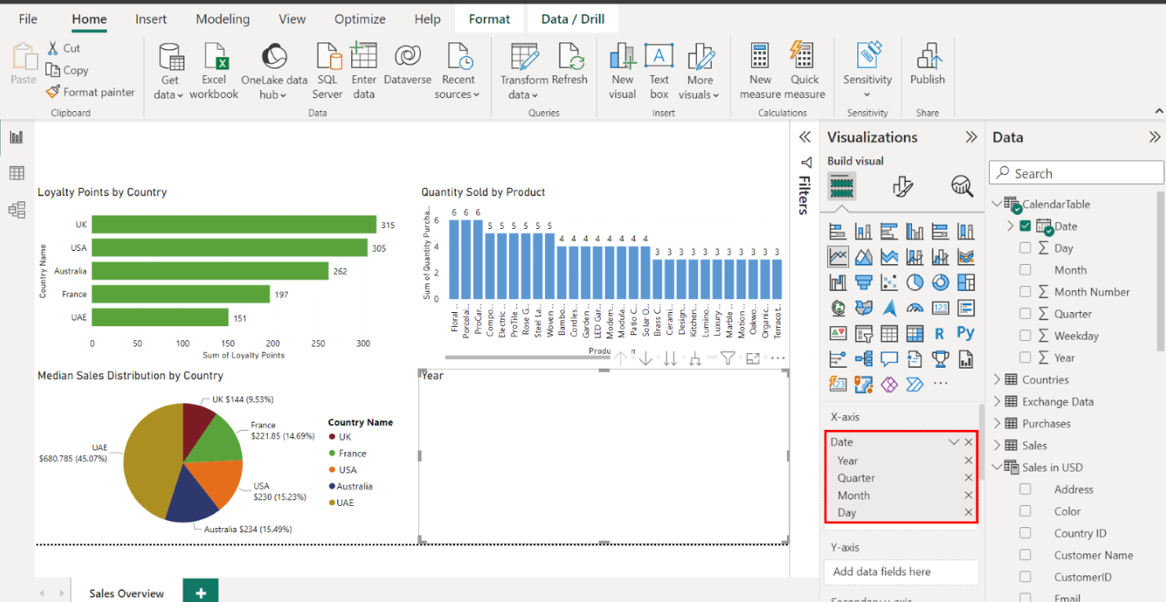 File Home Insert Modeling View Optimize Help Format Data / Drill
Paste
Cut
Copy
Format painter
Clipboard
Get data
Excel workbook
OneLake data hub
SQL Server
Enter data
Dataverse
Recent sources
Data
Transform data
Refresh
Queries
New visual
Text box
More visuals
Insert
New measure
Quick measure
Calculations
Sensitivity
Sensitivity
Publish
Share
Loyalty Points by Country
Country Name
UK 315
USA 305
Australia 262
France 197
UAE 151
0 50 100 150 200 250 300
Sum of Loyalty Points
Quantity Sold by Product
Sum of Quantity Purcha...
6
4
2
0
6 6 6 5 5 5 5 5 5 4 4 4 4 4 4 4 4 3 3 3 3 3 3 3 3 3 3 3
Floral ...
Porcelai...
ProCar...
Compo...
Electric...
ProTile ...
Rose G...
Steel La...
Woven ...
Bambo...
Cordles...
Garden...
LED Gar...
Modern...
Modula...
Patio C...
Solar O...
Brass C...
Cerami...
Design...
Kitchen...
Lumino...
Luxury ...
Marble ...
Motion...
Oakwo...
Organic...
Terracot...
Median Sales Distribution by Country
UK $144 (9.53%)
France
$221.85 (14.69%)
USA
$230 (15.23%)
Australia $234 (15.49%)
UAE
$680.785 (45.07%)
Country Name
UK
France
USA
Australia
UAE
Year
Sales Overview
+
Filters
Visualizations
Build visual
R
Py
123
...
X-axis
Date
Year
Quarter
Month
Day
Y-axis
Add data fields here
Data
Search
CalendarTable
Date
Day
Month
Month Number
Quarter
Weekday
Year
Countries
Exchange Data
Purchases
Sales
Sales in USD
Address
Color
Country ID
Customer Name
CustomerID
Email